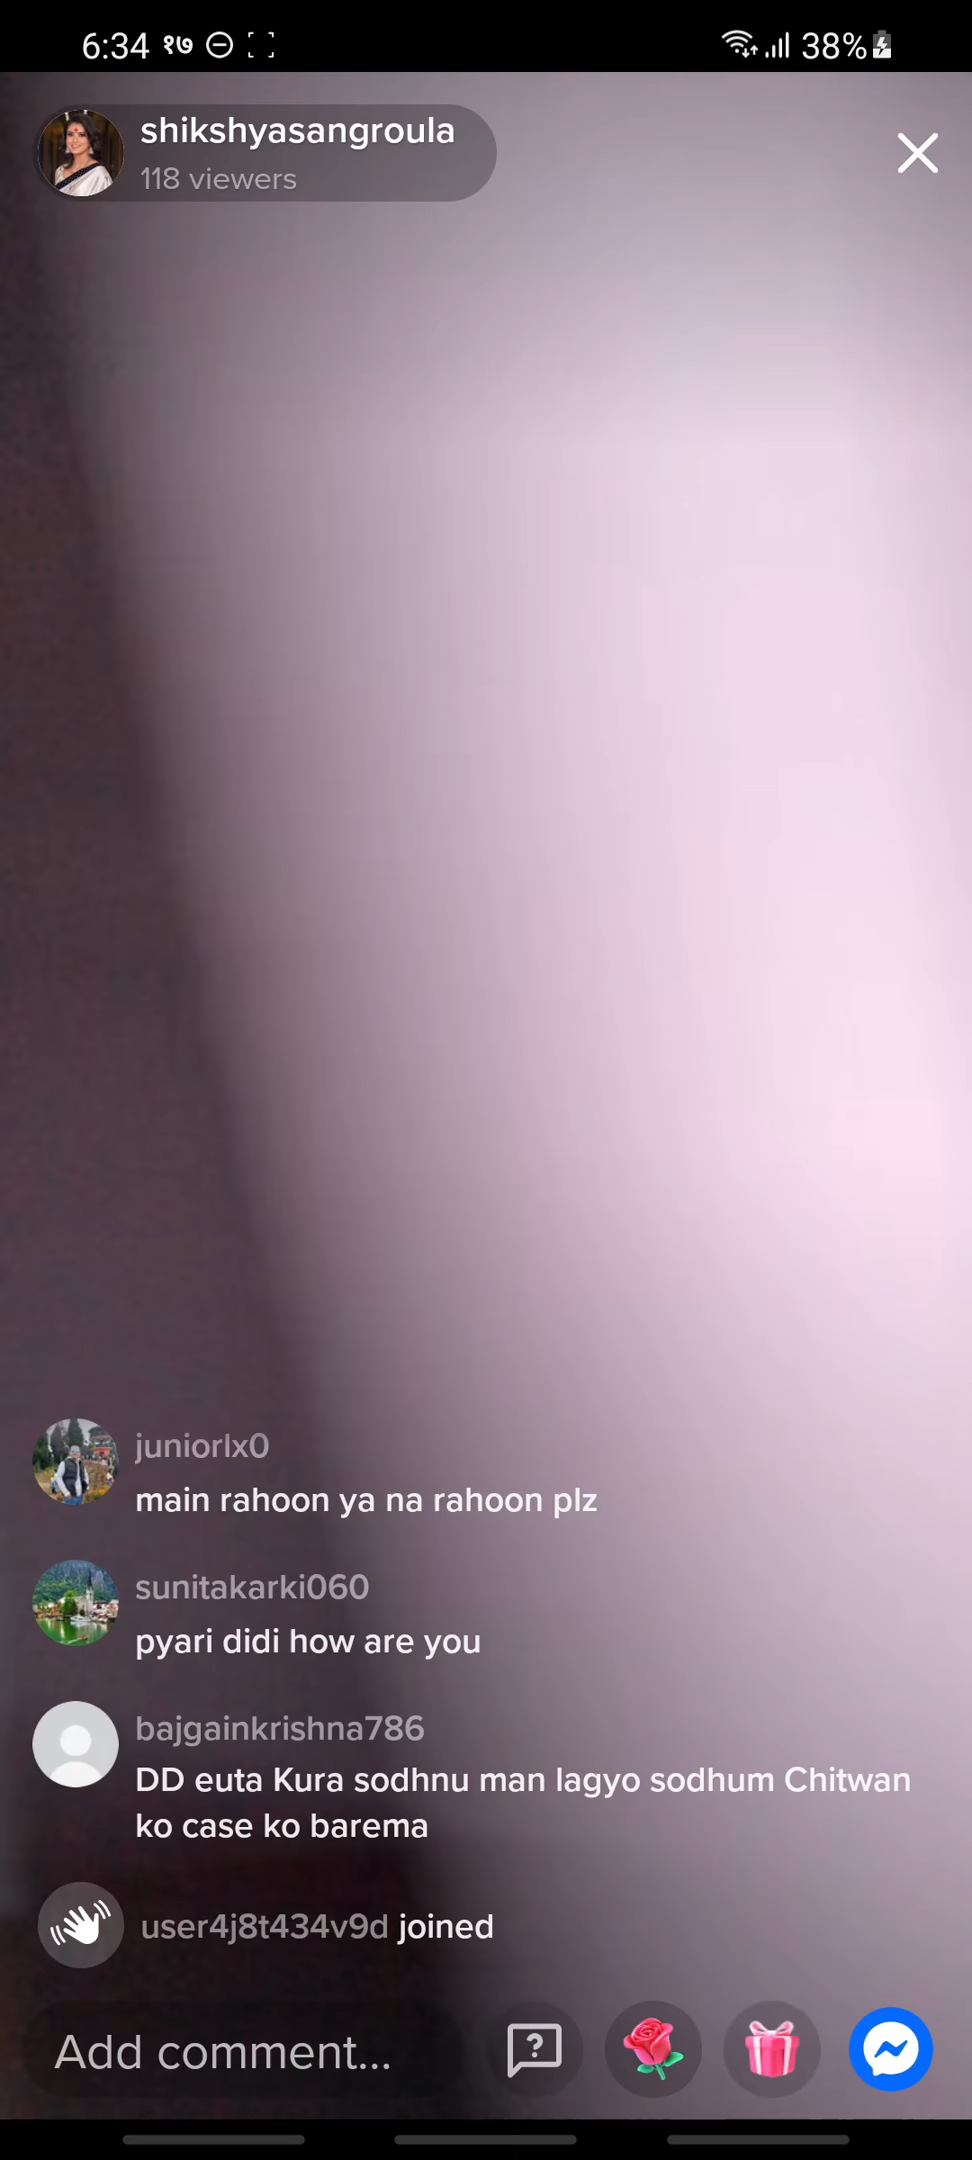 6:34 १७ 38%
shikshyasangroula
118 viewers
juniorlx0
main rahoon ya na rahoon plz
sunitakarki060
pyari didi how are you
bajgainkrishna786
DD euta Kura sodhnu man lagyo sodhum Chitwan
ko case ko barema
user4j8t434v9d joined
Add comment...
?